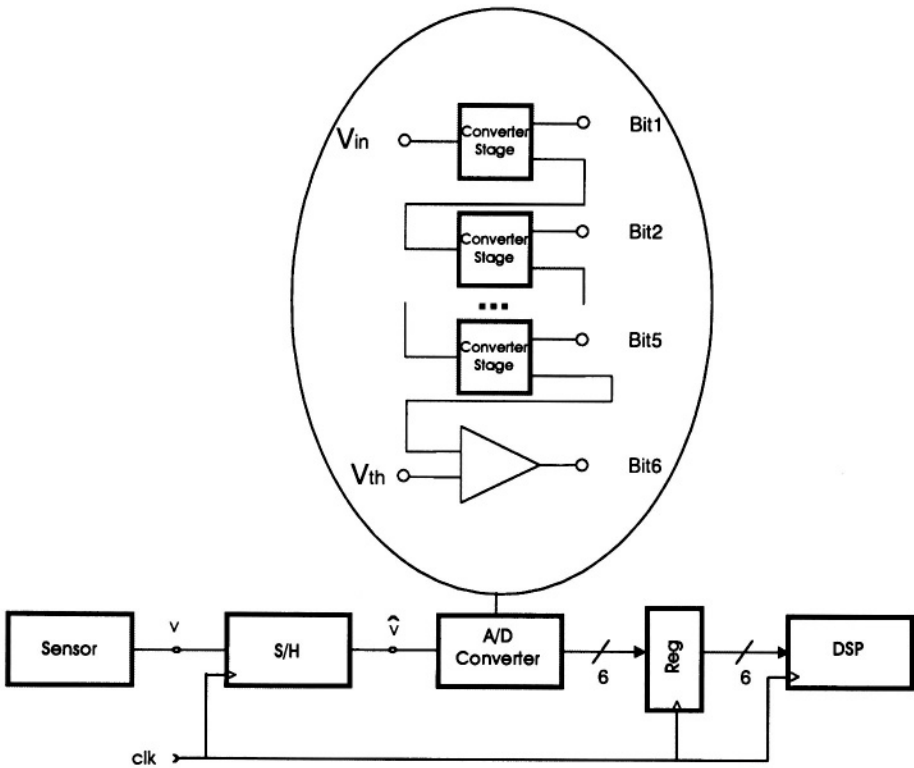 Vin
Converter
Stage
Bit1
Converter
Stage
Bit2
...
Converter
Stage
Bit5
Vth
Bit6
Sensor
v
S/H
v̂
A/D
Converter
6
Reg
6
DSP
clk